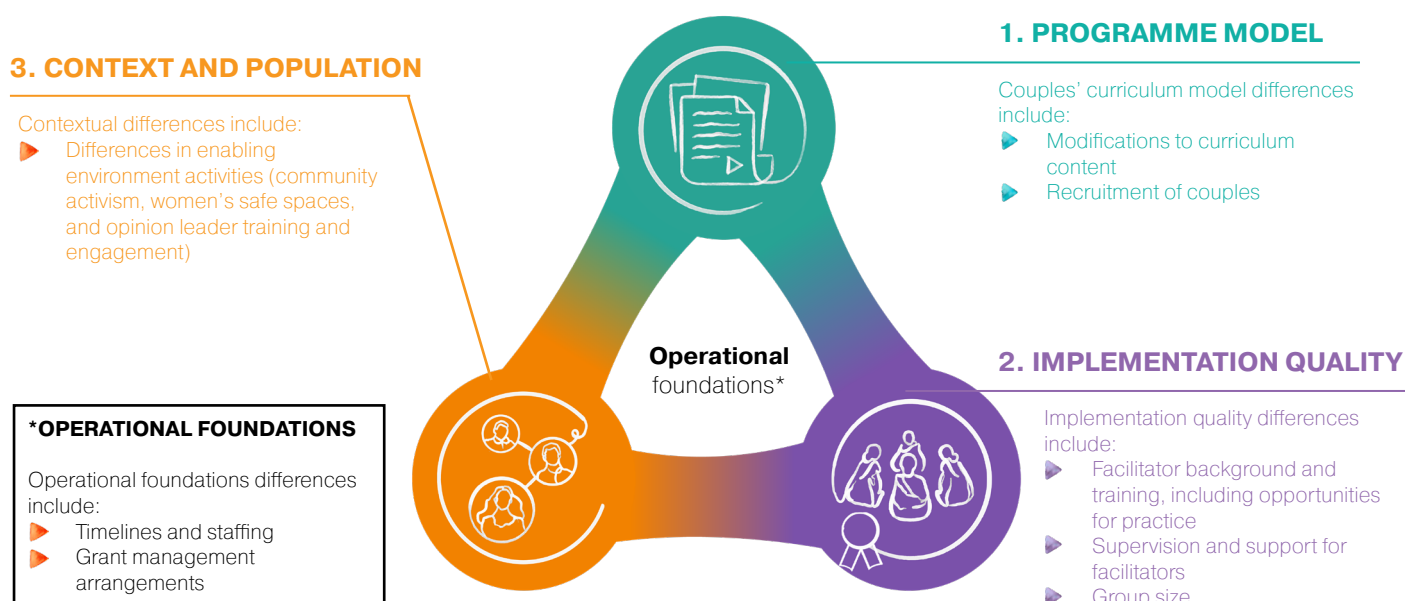 1. PROGRAMME MODEL
Couples’ curriculum model differences
include:
Modifications to curriculum
content
Recruitment of couples
2. IMPLEMENTATION QUALITY
Implementation quality differences
include:
Facilitator background and
training, including opportunities
for practice
Supervision and support for
facilitators
Group size
3. CONTEXT AND POPULATION
Contextual differences include:
Differences in enabling
environment activities (community
activism, women’s safe spaces,
and opinion leader training and
engagement)
Operational
foundations*
*OPERATIONAL FOUNDATIONS
Operational foundations differences
include:
Timelines and staffing
Grant management
arrangements